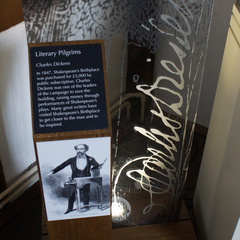 Literary Pilgrims
Charles Dickens
In 1847, Shakespeare's Birthplace
was purchased for £3,000 by
public subscription. Charles
Dickens was one of the leaders
of the campaign to save the
building, raising money through
performances of Shakespeare's
plays. Many great writers have
visited Shakespeare's Birthplace
to get closer to the man and to
be inspired.